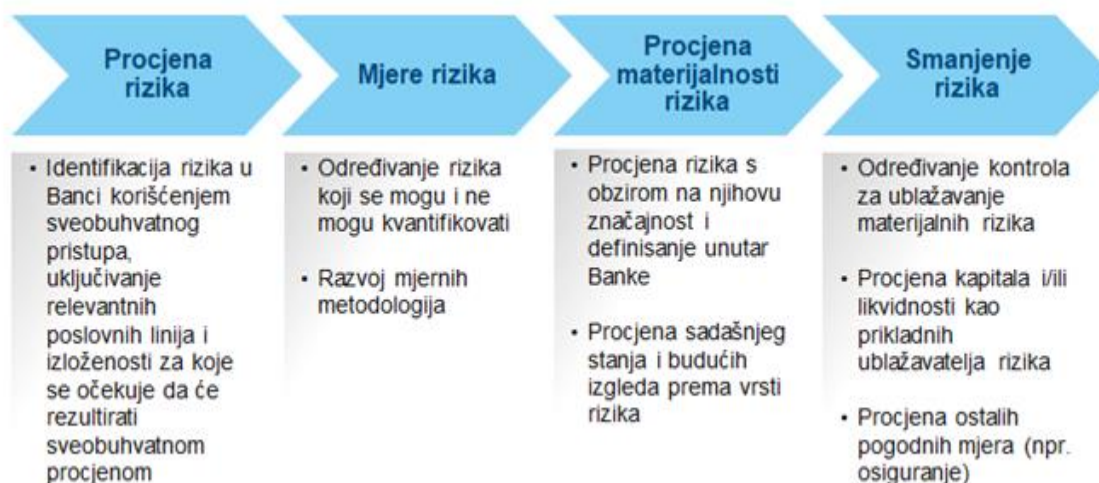 Procjena
rizika
• Identifikacija rizika u
Banci korišćenjem
sveobuhvatnog
pristupa,
uključivanje
relevantnih
poslovnih linija i
izloženosti za koje
se očekuje da će
rezultirati
sveobuhvatnom
procjenom
Mjere rizika
• Određivanje rizika
koji se mogu i ne
mogu kvantifikovati
• Razvoj mjernih
metodologija
Procjena
materijalnosti
rizika
• Procjena rizika s
obzirom na njihovu
značajnost i
definisanje unutar
Banke
• Procjena sadašnjeg
stanja i budućih
izgleda prema vrsti
rizika
Smanjenje
rizika
• Određivanje kontrola
za ublažavanje
materijalnih rizika
• Procjena kapitala i/ili
likvidnosti kao
prikladnih
ublažavatelja rizika
• Procjena ostalih
pogodnih mjera (npr.
osiguranje)